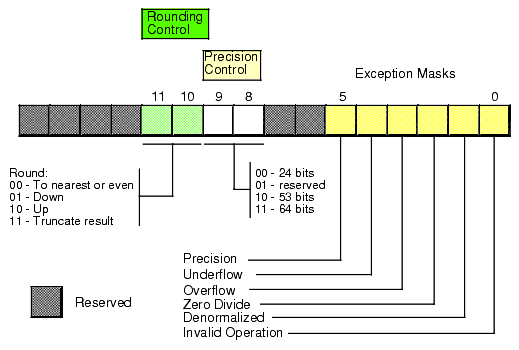 Rounding
Control
Precision
Control
Exception Masks
11 10 9 8 5 0
Round:
00 - To nearest or even
01 - Down
10 - Up
11 - Truncate result
00 - 24 bits
01 - reserved
10 - 53 bits
11 - 64 bits
Precision
Underflow
Overflow
Zero Divide
Denormalized
Invalid Operation
Reserved